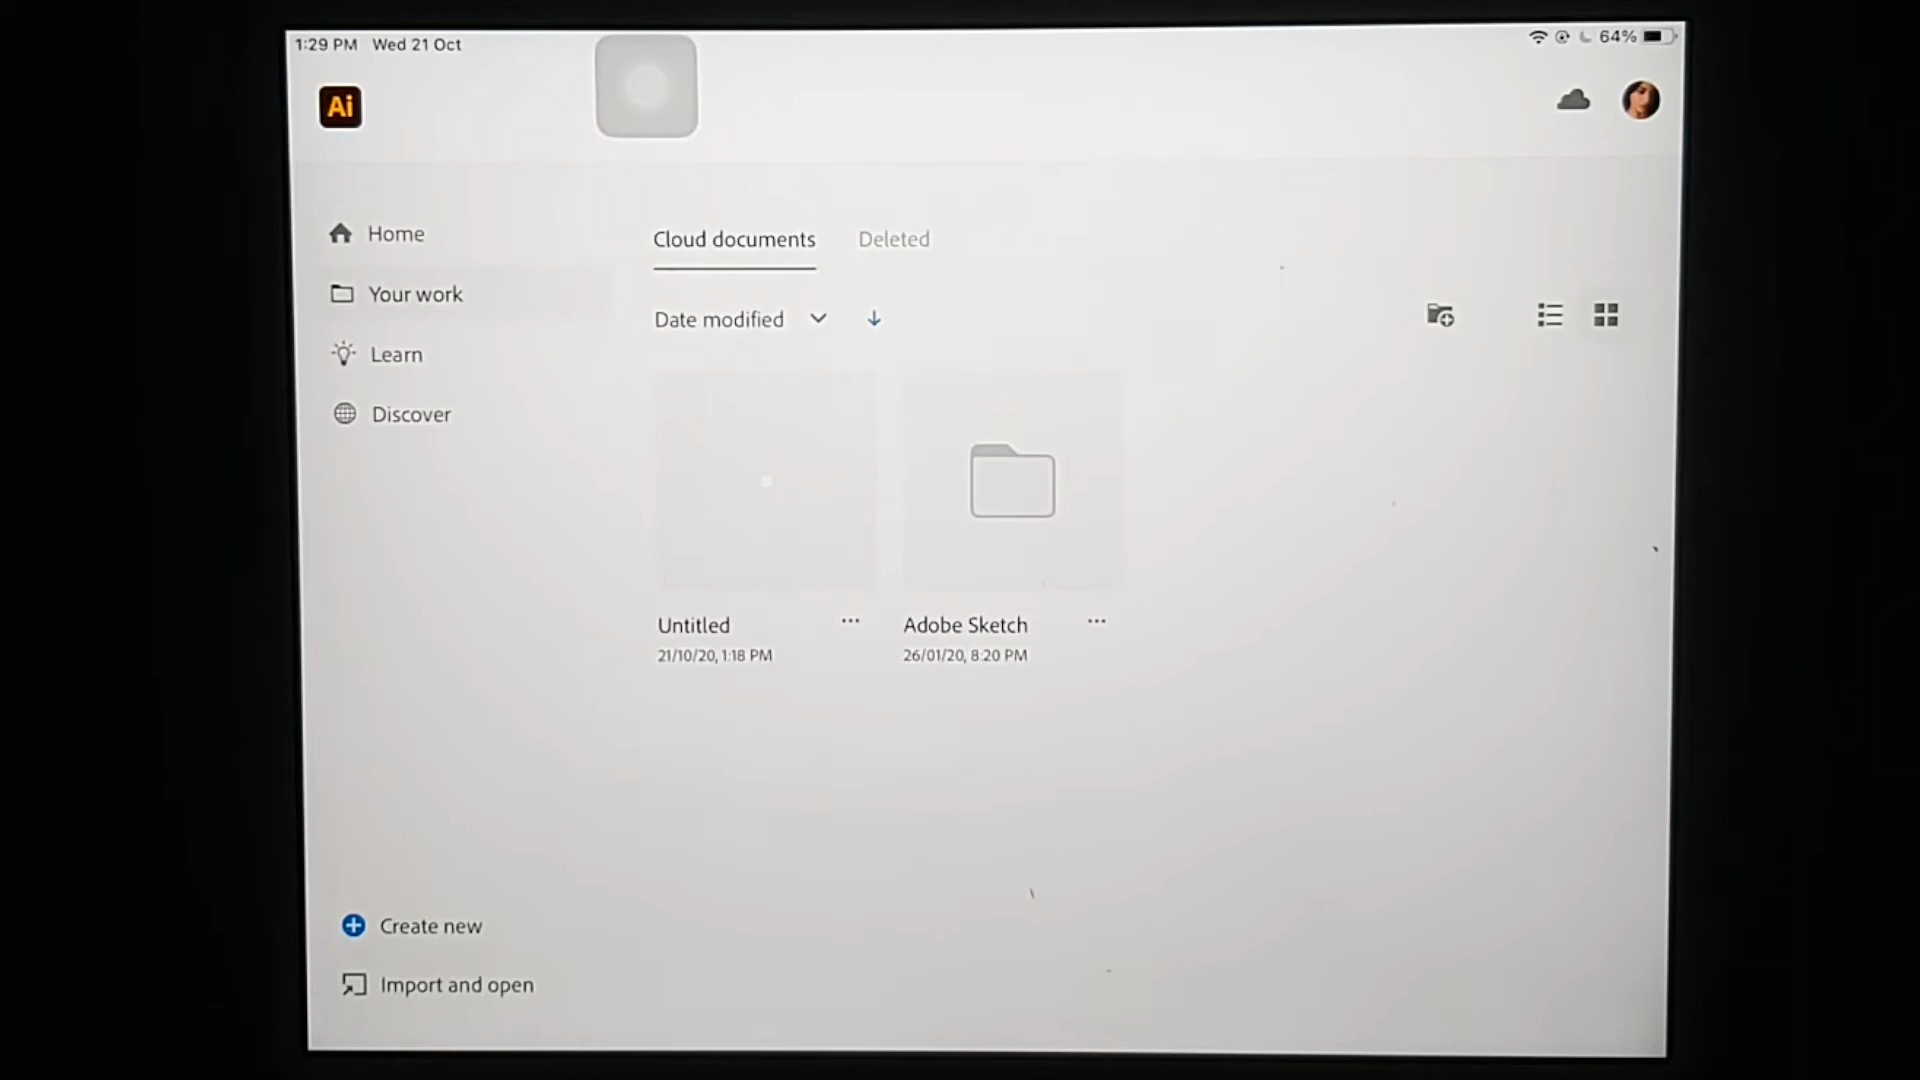 1:29 PM Wed 21 Oct
64%
Ai
Home
Your work
Learn
Discover
Cloud documents Deleted
Date modified
Untitled
21/10/20, 1:18 PM
Adobe Sketch
26/01/20, 8:20 PM
Create new
Import and open